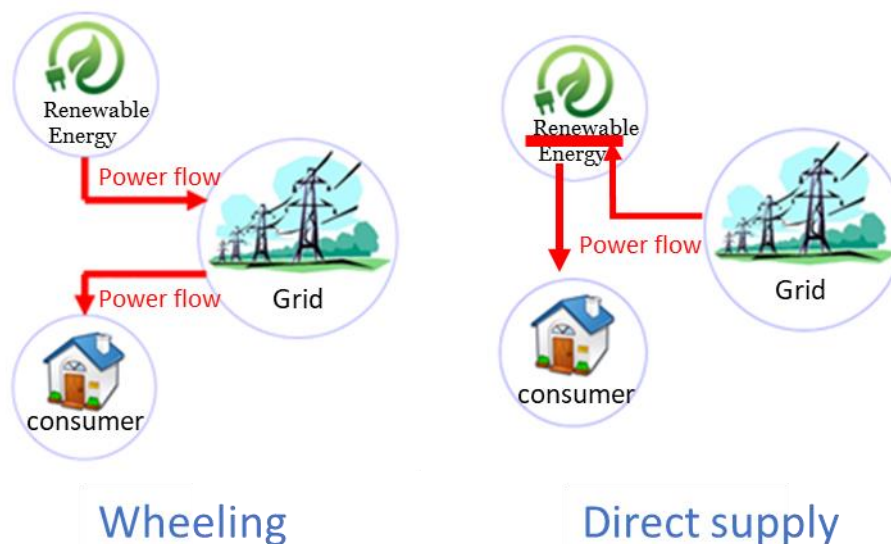 Renewable
Energy
Power flow
Grid
Power flow
consumer
Wheeling
Renewable
Energy
Power flow
Grid
consumer
Direct supply